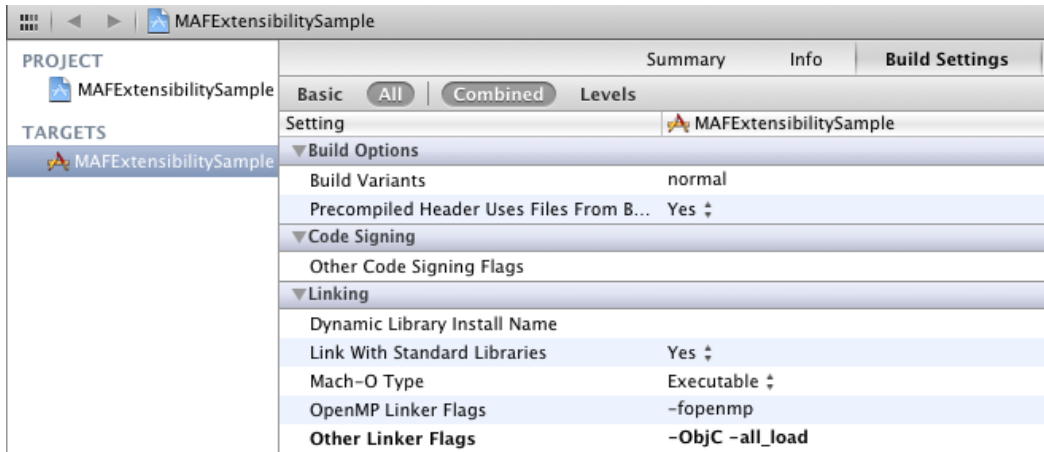 MAFExtensibilitySample
PROJECT
MAFExtensibilitySample
TARGETS
MAFExtensibilitySample
Summary Info Build Settings
Basic All Combined Levels
Setting MAFExtensibilitySample
Build Options
Build Variants normal
Precompiled Header Uses Files From B... Yes
Code Signing
Other Code Signing Flags
Linking
Dynamic Library Install Name
Link With Standard Libraries Yes
Mach-O Type Executable
OpenMP Linker Flags -fopenmp
Other Linker Flags -ObjC -all_load